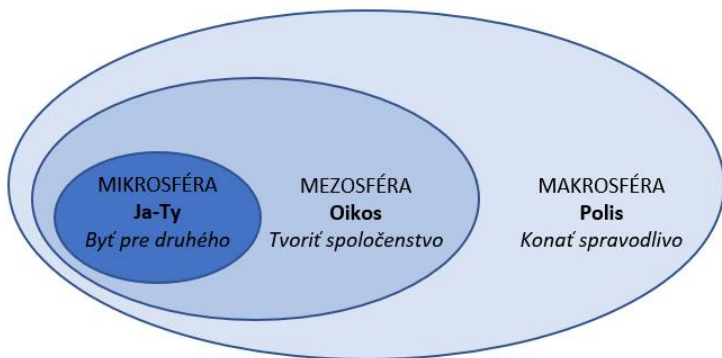 MIKROSFÉRA
Ja-Ty
Byť pre druhého
MEZOSFÉRA
Oikos
Tvoriť spoločenstvo
MAKROSFÉRA
Polis
Konať spravodlivo